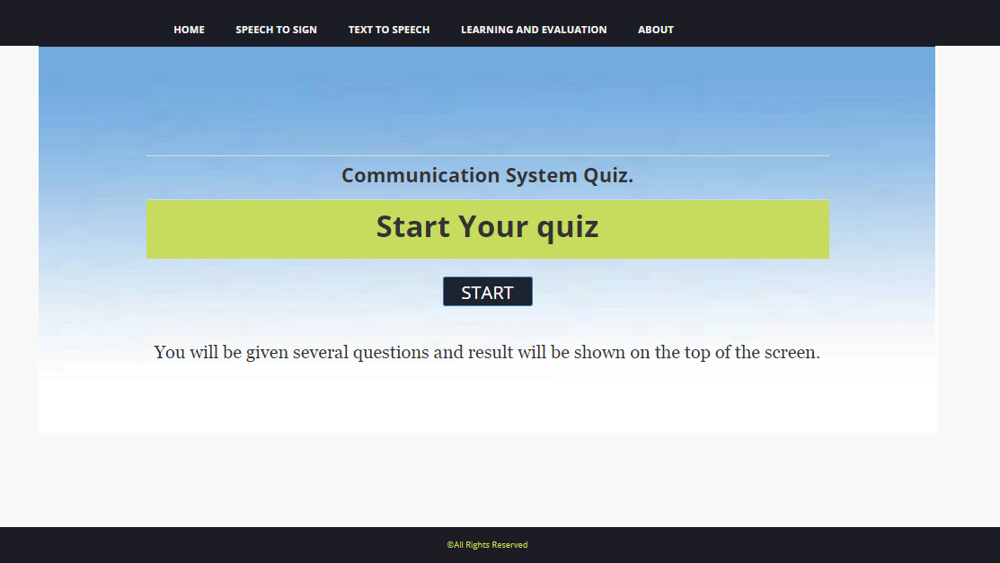 HOME SPEECH TO SIGN TEXT TO SPEECH LEARNING AND EVALUATION ABOUT
Communication System Quiz.
Start Your quiz
START
You will be given several questions and result will be shown on the top of the screen.
©All Rights Reserved